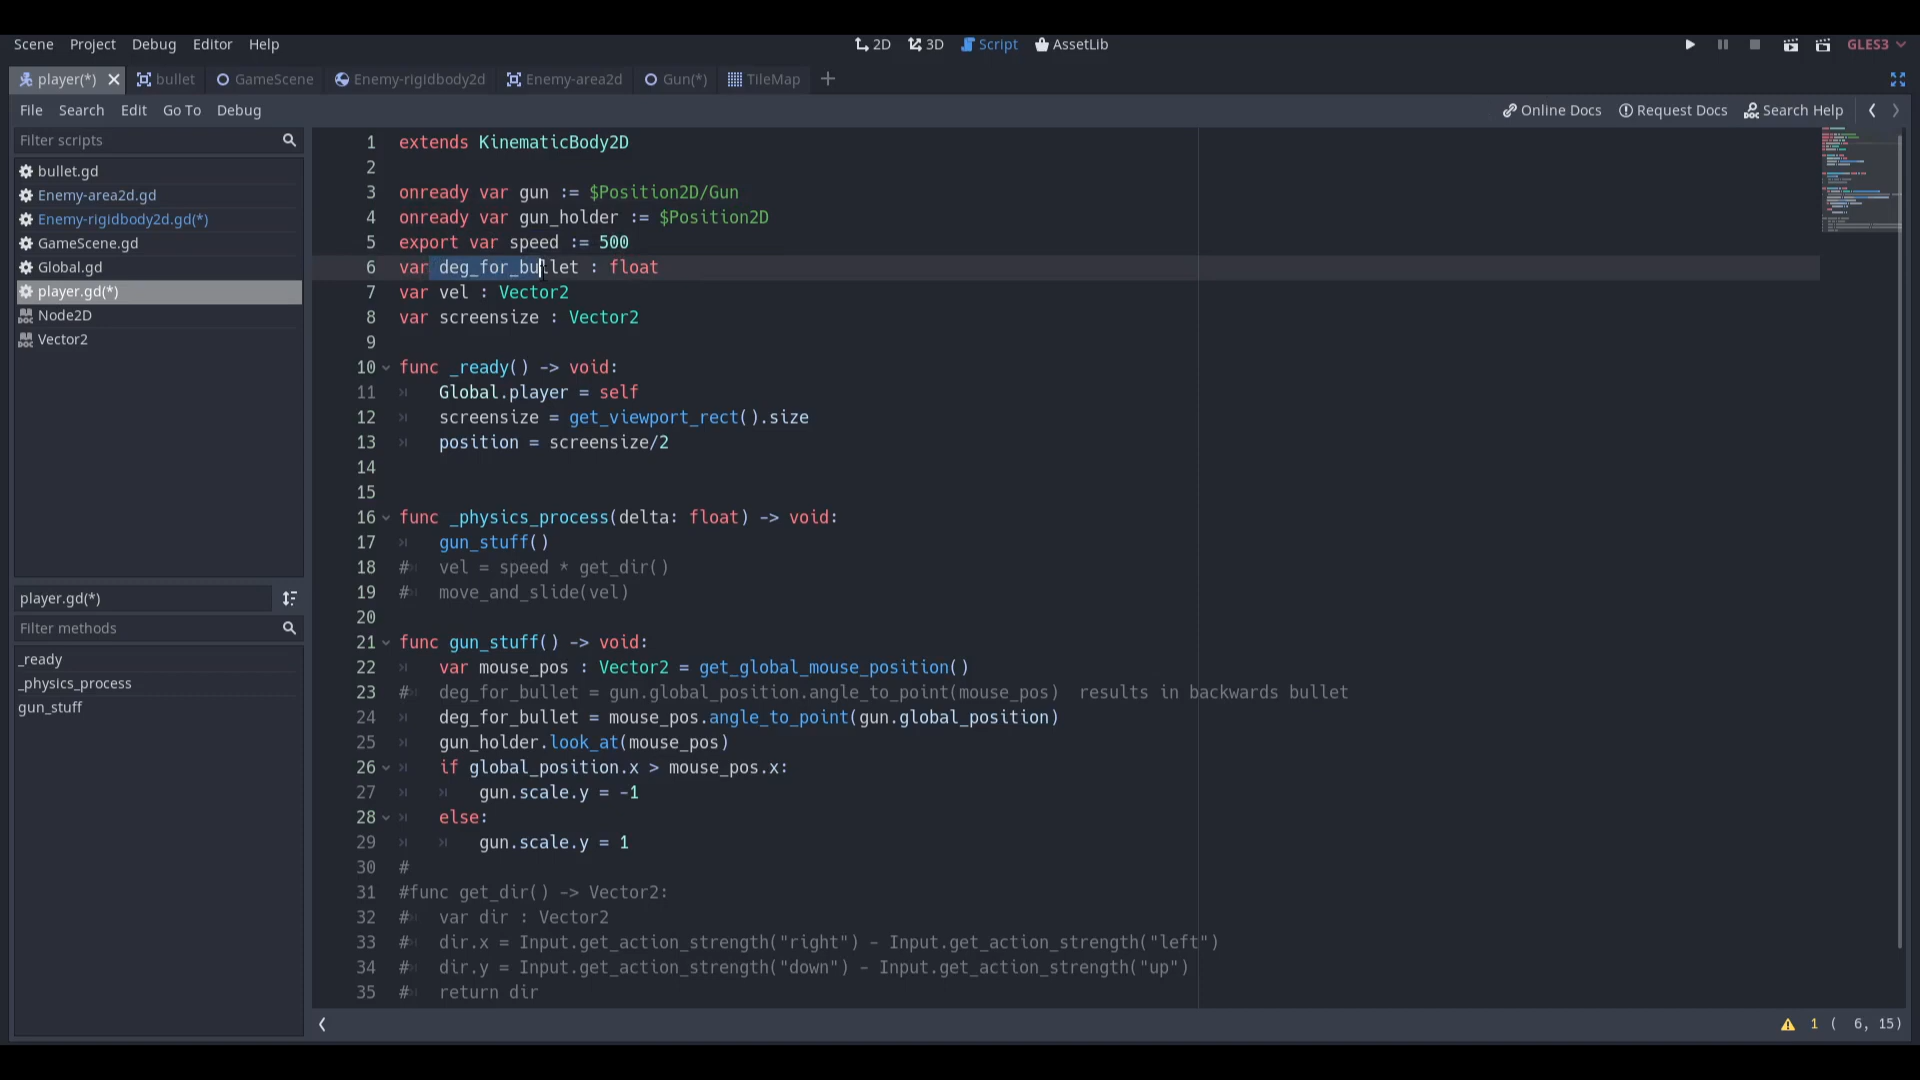 Scene Project Debug Editor Help 2D 3D Script AssetLib GLES3
player(*) bullet GameScene Enemy-rigidbody2d Enemy-area2d Gun(*) TileMap
File Search Edit Go To Debug Online Docs Request Docs Search Help
Filter scripts
bullet.gd
Enemy-area2d.gd
Enemy-rigidbody2d.gd(*)
GameScene.gd
Global.gd
player.gd(*)
Node2D
Vector2
player.gd(*)
Filter methods
_ready
_physics_process
gun_stuff
1 extends KinematicBody2D
2
3 onready var gun := $Position2D/Gun
4 onready var gun_holder := $Position2D
5 export var speed := 500
6 var deg_for_bullet : float
7 var vel : Vector2
8 var screensize : Vector2
9
10 func _ready() -> void:
11 Global.player = self
12 screensize = get_viewport_rect().size
13 position = screensize/2
14
15
16 func _physics_process(delta: float) -> void:
17 gun_stuff()
18 # vel = speed * get_dir()
19 # move_and_slide(vel)
20
21 func gun_stuff() -> void:
22 var mouse_pos : Vector2 = get_global_mouse_position()
23 # deg_for_bullet = gun.global_position.angle_to_point(mouse_pos) results in backwards bullet
24 deg_for_bullet = mouse_pos.angle_to_point(gun.global_position)
25 gun_holder.look_at(mouse_pos)
26 if global_position.x > mouse_pos.x:
27 gun.scale.y = -1
28 else:
29 gun.scale.y = 1
30 #
31 #func get_dir() -> Vector2:
32 # var dir : Vector2
33 # dir.x = Input.get_action_strength("right") - Input.get_action_strength("left")
34 # dir.y = Input.get_action_strength("down") - Input.get_action_strength("up")
35 # return dir
1 ( 6, 15)